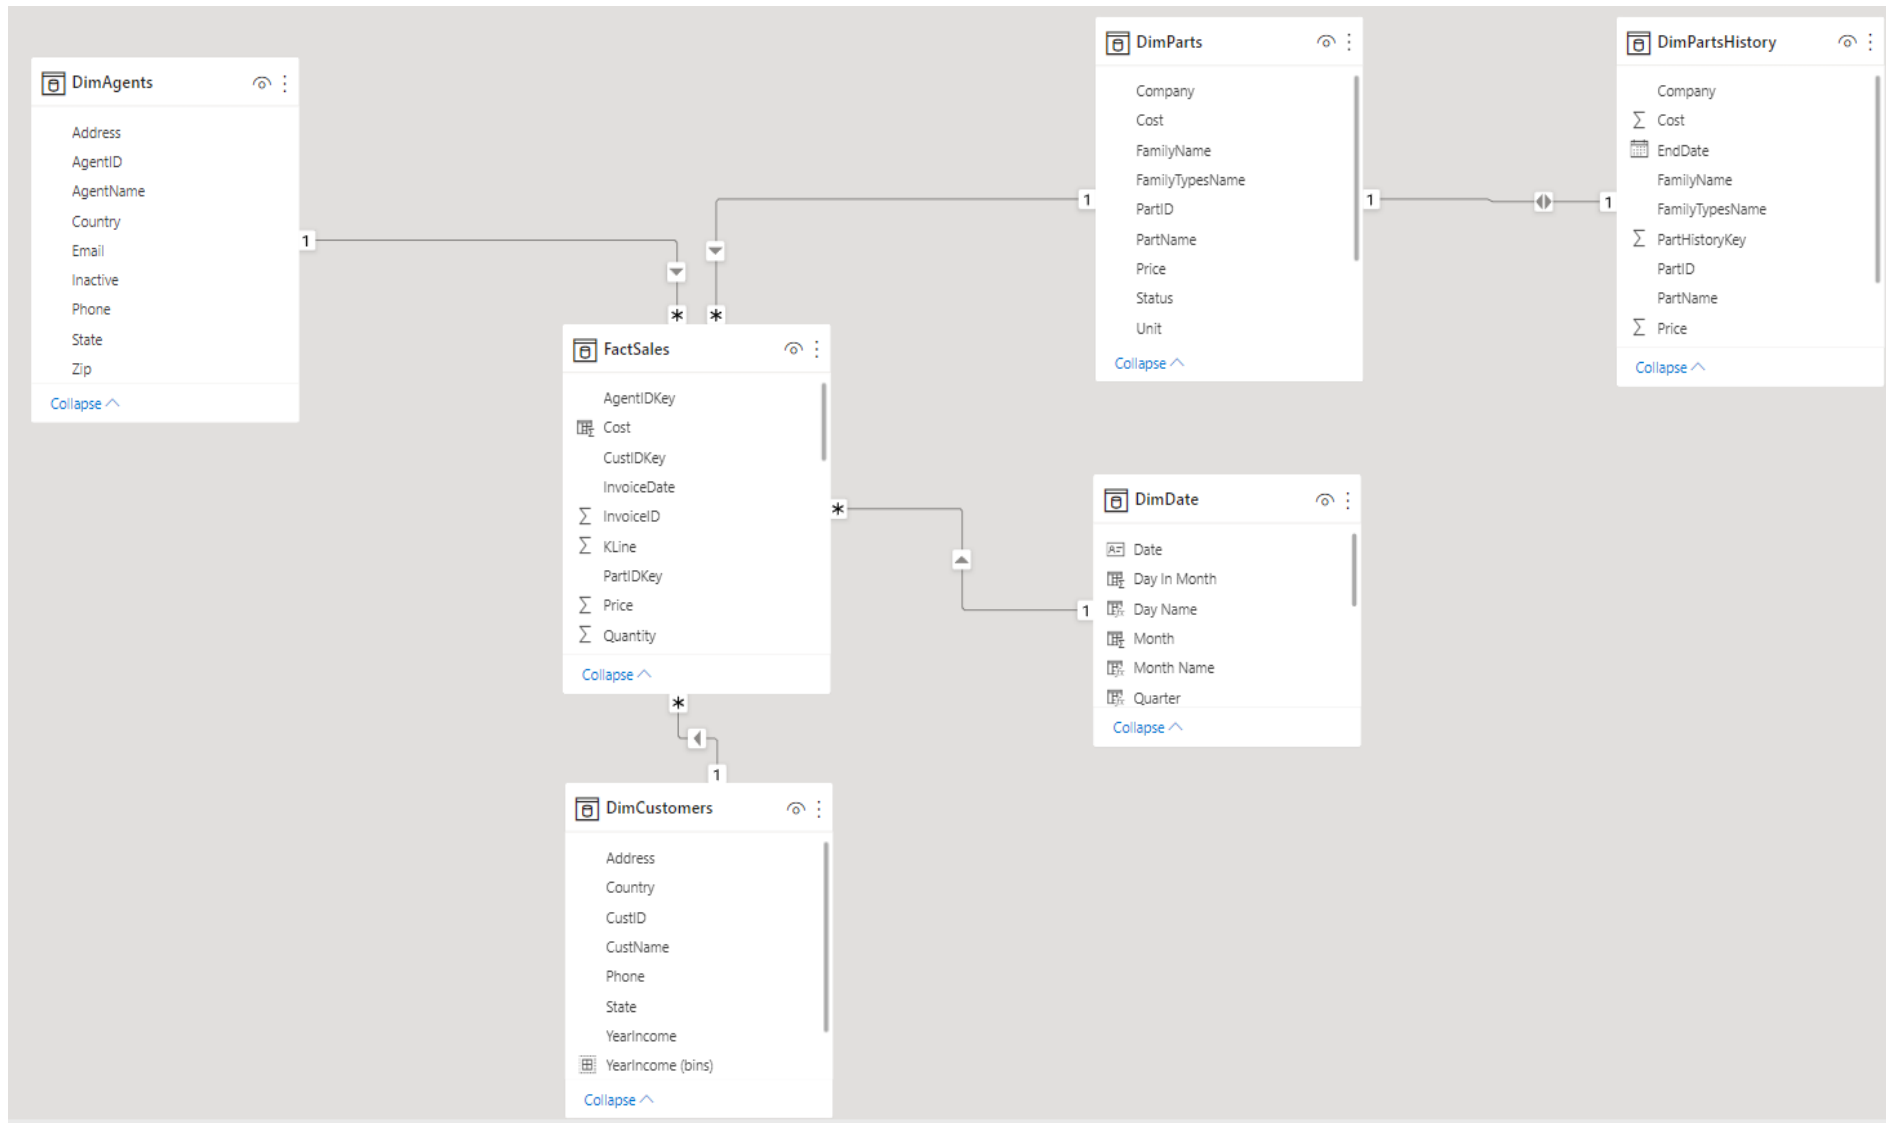 DimAgents
Address
AgentID
AgentName
Country
Email
Inactive
Phone
State
Zip
Collapse
1
DimParts
Company
Cost
FamilyName
FamilyTypesName
PartID
PartName
Price
Status
Unit
Collapse
1
1
1
DimPartsHistory
Company
Cost
EndDate
FamilyName
FamilyTypesName
PartHistoryKey
PartID
PartName
Price
Collapse
* *
FactSales
AgentIDKey
Cost
CustIDKey
InvoiceDate
InvoiceID
KLine
PartIDKey
Price
Quantity
Collapse
*
*
1
1
DimDate
Date
Day In Month
Day Name
Month
Month Name
Quarter
Collapse
DimCustomers
Address
Country
CustID
CustName
Phone
State
YearIncome
YearIncome (bins)
Collapse